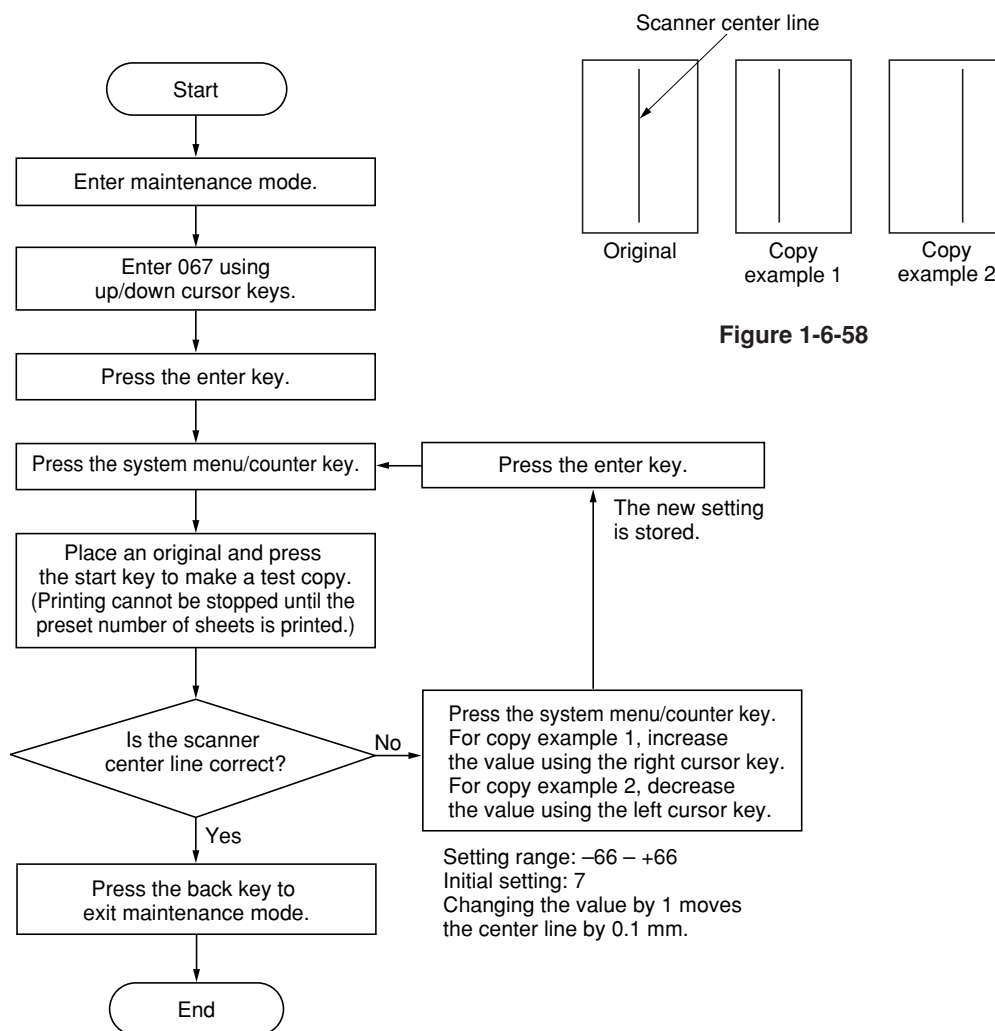 Scanner center line
Original
Copy
example 1
Copy
example 2
Figure 1-6-58
Start
Enter maintenance mode.
Enter 067 using
up/down cursor keys.
Press the enter key.
Press the system menu/counter key.
Press the enter key.
The new setting
is stored.
Place an original and press
the start key to make a test copy.
(Printing cannot be stopped until the
preset number of sheets is printed.)
Is the scanner
center line correct?
No
Press the system menu/counter key.
For copy example 1, increase
the value using the right cursor key.
For copy example 2, decrease
the value using the left cursor key.
Setting range: –66 – +66
Initial setting: 7
Changing the value by 1 moves
the center line by 0.1 mm.
Yes
Press the back key to
exit maintenance mode.
End